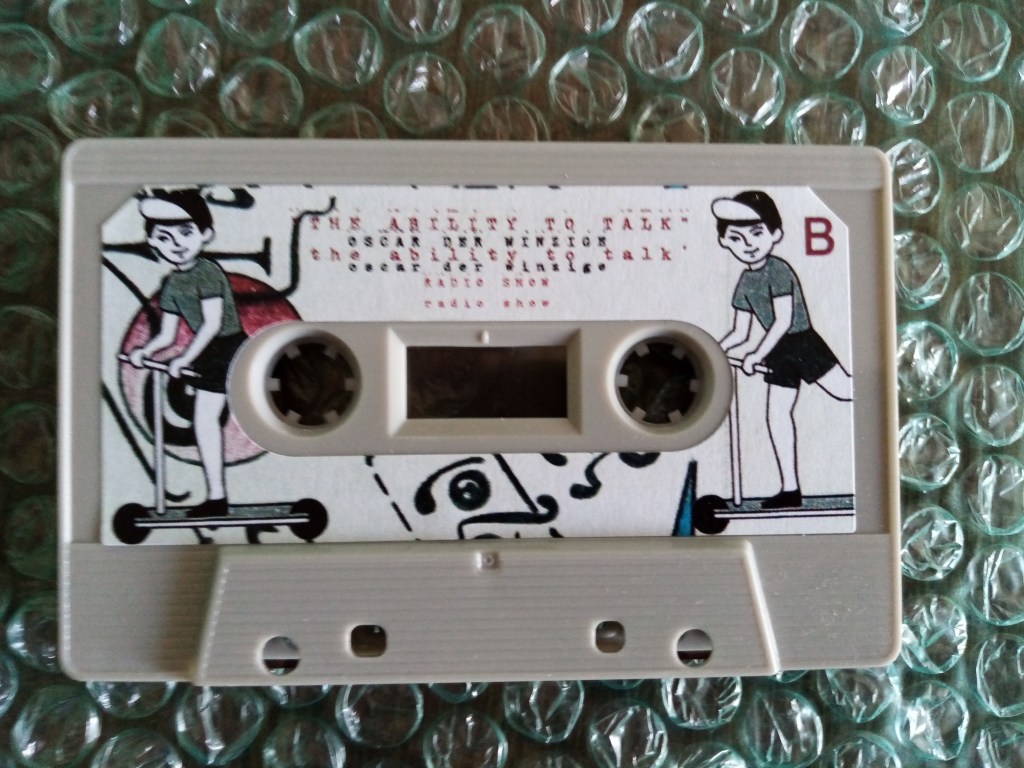 "THE ABILITY TO TALK"
OSCAR DER WINZIGE
the ability to talk'
oscar der winzige
RADIO SHOW
radio show
B